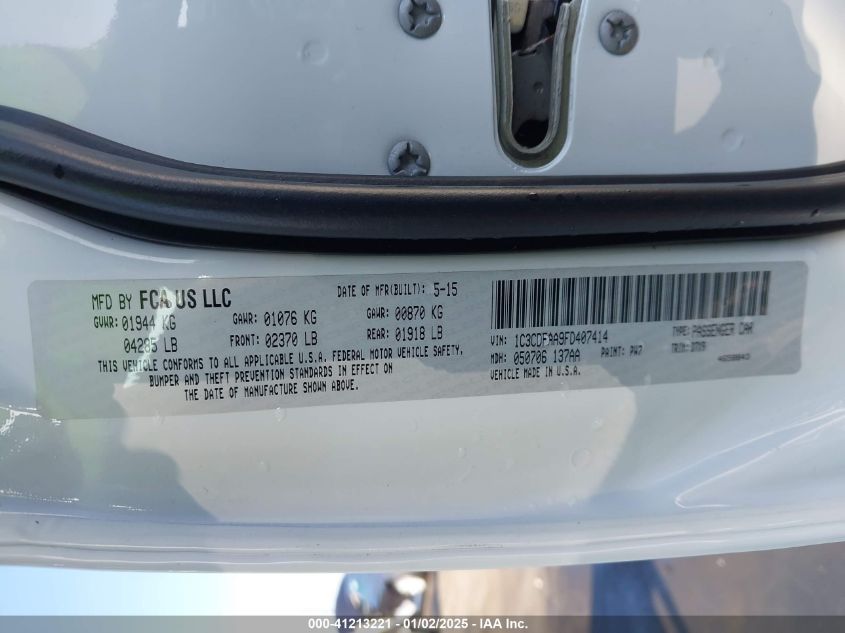 MFD BY FCA US LLC
DATE OF MFR(BUILT): 5-15
GVWR: 01944 KG GAWR: 01076 KG GAWR: 00870 KG
04285 LB FRONT: 02370 LB REAR: 01918 LB
THIS VEHICLE CONFORMS TO ALL APPLICABLE U.S.A. FEDERAL MOTOR VEHICLE SAFETY,
BUMPER AND THEFT PREVENTION STANDARDS IN EFFECT ON
THE DATE OF MANUFACTURE SHOWN ABOVE.
VIN: 1C3CDFAA9FD407414 TYPE: PASSENGER CAR
MDH: 050706 137AA PAINT: PW7 TRIM:
VEHICLE MADE IN U.S.A.
000-41213221 | 01/02/2025 | IAA Inc.